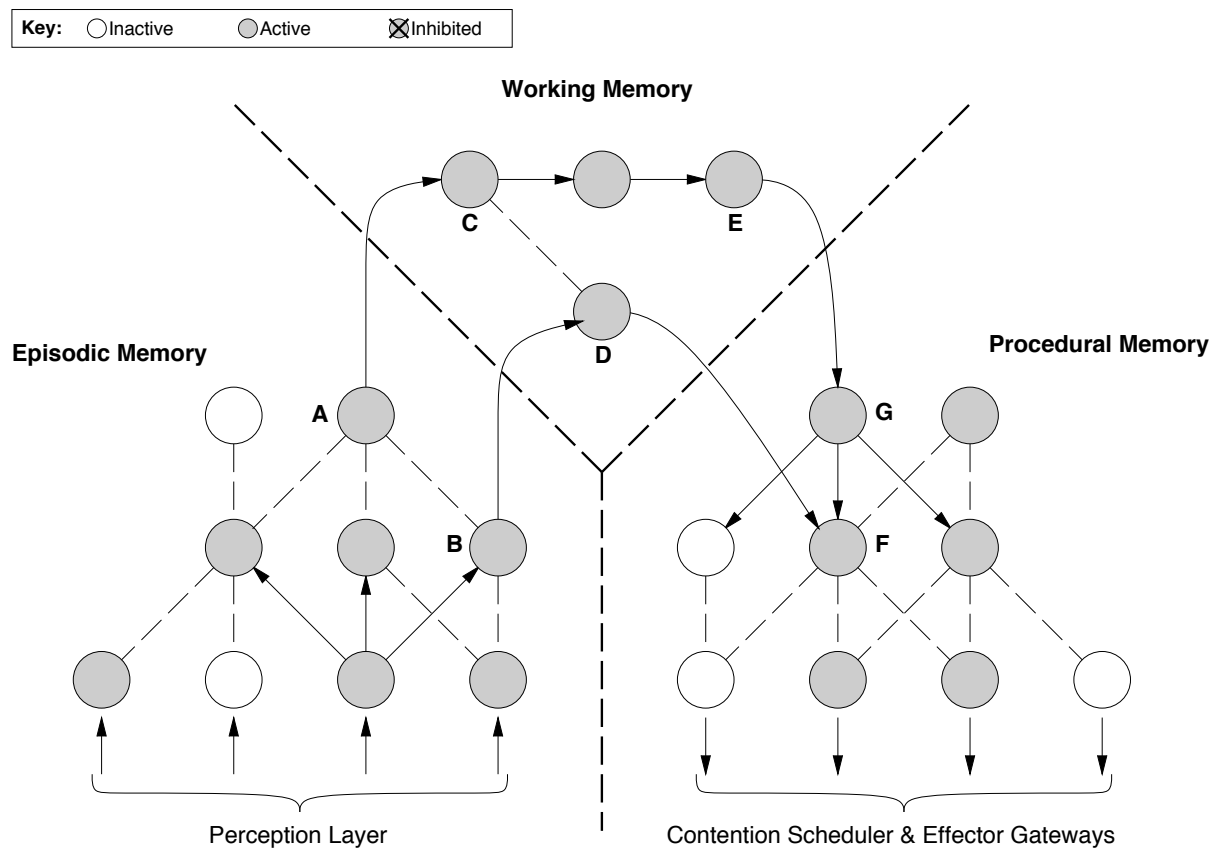 Key: Inactive Active Inhibited
Working Memory
C
E
D
Episodic Memory
Procedural Memory
A
G
B
F
Perception Layer
Contention Scheduler & Effector Gateways